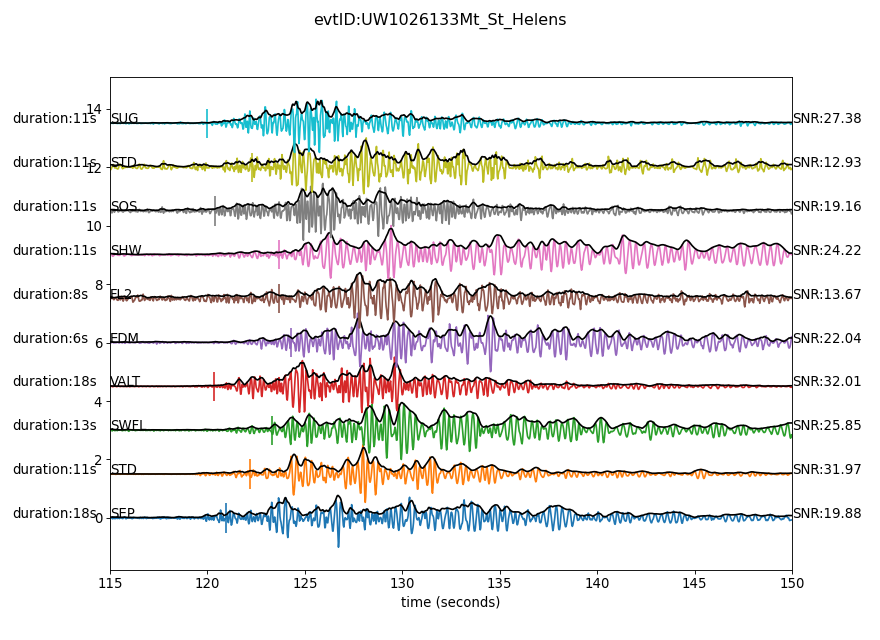 evtID:UW1026133Mt_St_Helens
14
duration:11s SUG SNR:27.38
duration:11s STD SNR:12.93
12
duration:11s SOS SNR:19.16
10
duration:11s SHW SNR:24.22
8
duration:8s FL2 SNR:13.67
duration:6s EDM SNR:22.04
6
duration:18s VALT SNR:32.01
4
duration:13s SWFL SNR:25.85
2
duration:11s STD SNR:31.97
duration:18s SEP SNR:19.88
0
115 120 125 130 135 140 145 150
time (seconds)